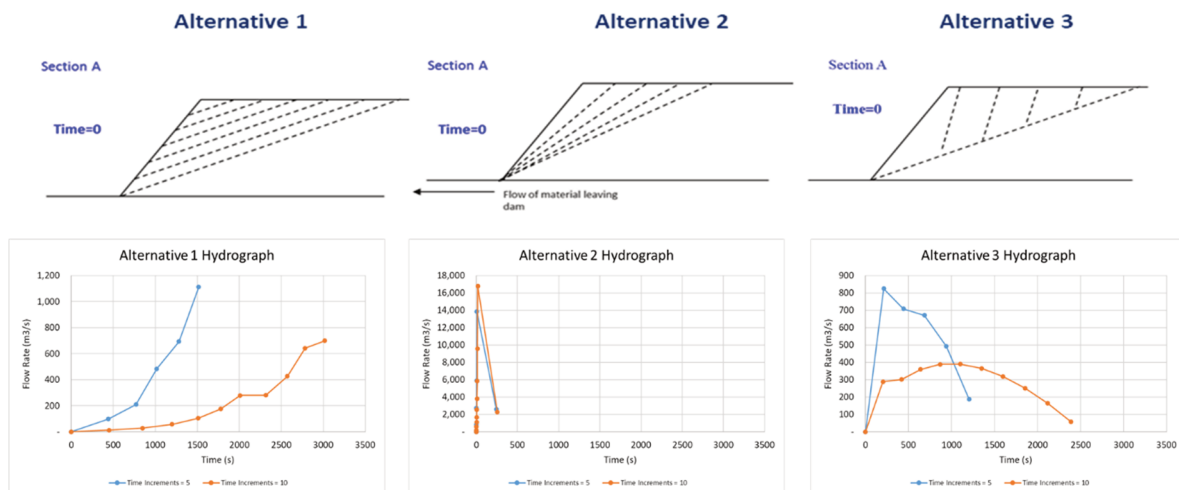 Alternative 1
Section A
Time=0
Alternative 2
Section A
Time=0
Flow of material leaving
dam
Alternative 3
Section A
Time=0
Alternative 1 Hydrograph
Flow Rate (m3/s)
1,200
1,000
800
600
400
200
-
0 500 1000 1500 2000 2500 3000 3500
Time (s)
Time Increments = 5 Time Increments = 10
Alternative 2 Hydrograph
Flow Rate (m3/s)
18,000
16,000
14,000
12,000
10,000
8,000
6,000
4,000
2,000
-
0 500 1000 1500 2000 2500 3000 3500
Time (s)
Time Increments = 5 Time Increments = 10
Alternative 3 Hydrograph
Flow Rate (m3/s)
900
800
700
600
500
400
300
200
100
-
0 500 1000 1500 2000 2500 3000 3500
Time (s)
Time Increments = 5 Time Increments = 10